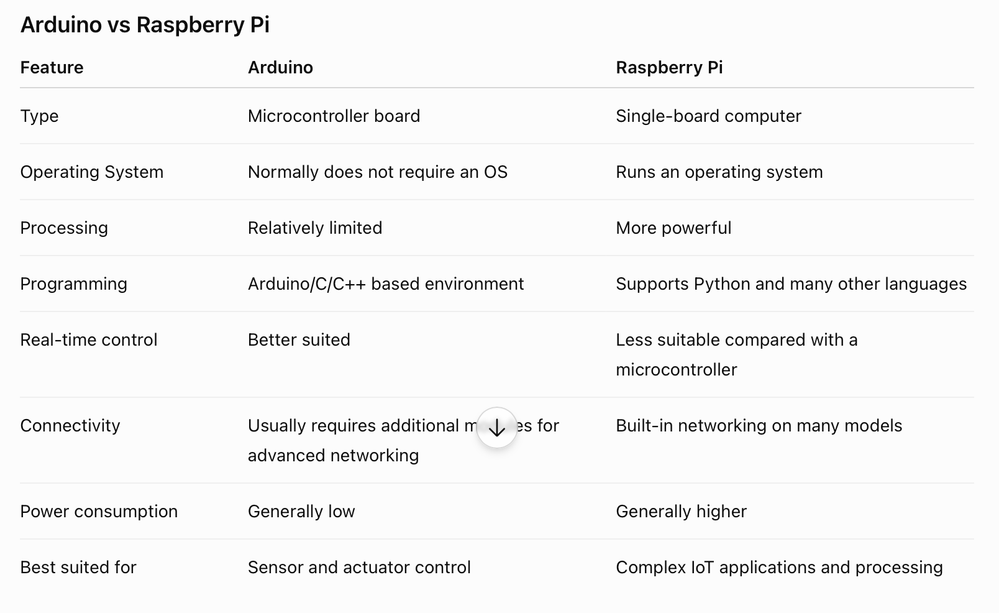 Arduino vs Raspberry Pi
Feature Arduino Raspberry Pi
Type Microcontroller board Single-board computer
Operating System Normally does not require an OS Runs an operating system
Processing Relatively limited More powerful
Programming Arduino/C/C++ based environment Supports Python and many other languages
Real-time control Better suited Less suitable compared with a
microcontroller
Connectivity Usually requires additional for Built-in networking on many models
advanced networking
Power consumption Generally low Generally higher
Best suited for Sensor and actuator control Complex IoT applications and processing